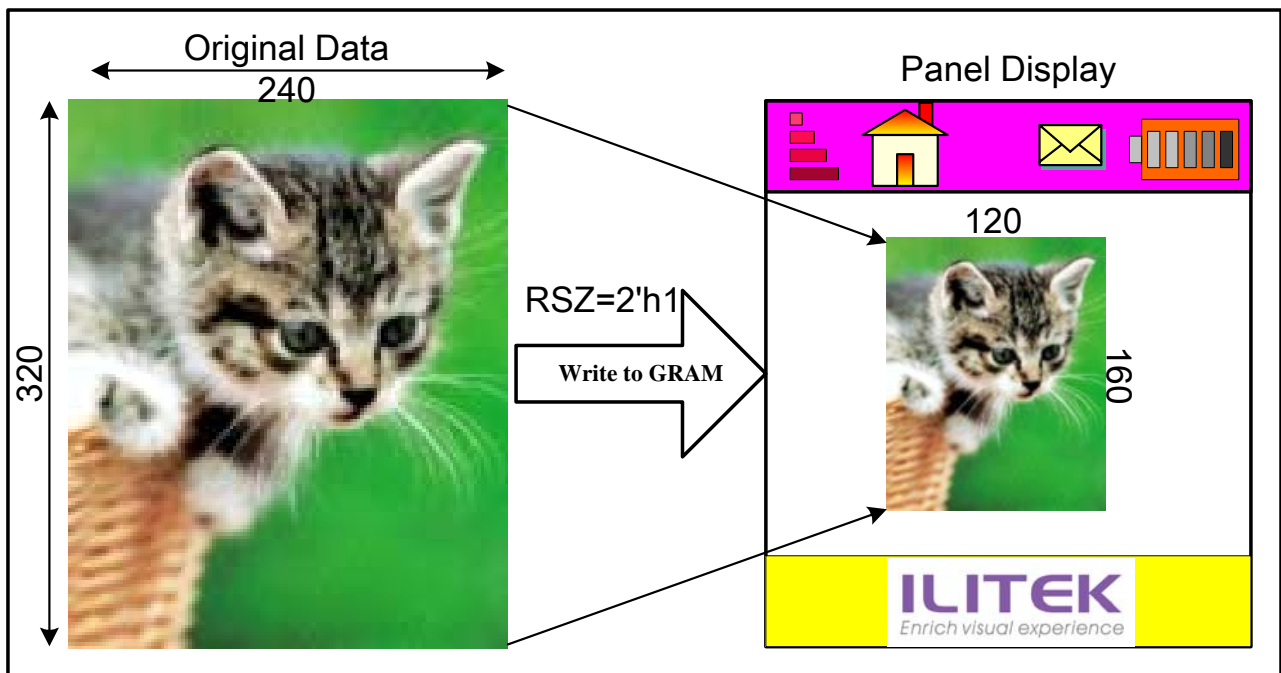 Original Data
240
320
RSZ=2'h1
Write to GRAM
Panel Display
120
160
ILITEK
Enrich visual experience